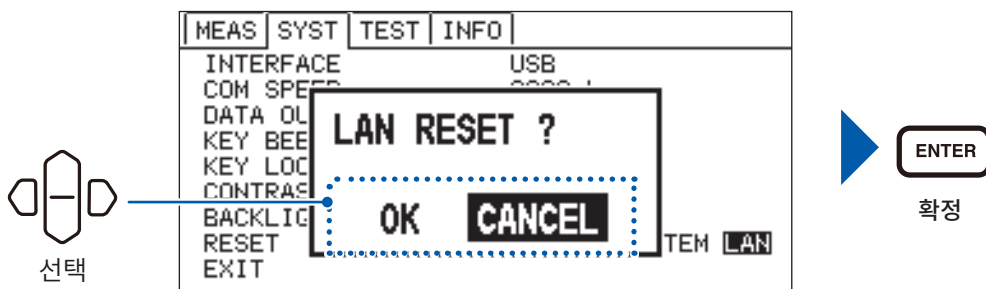 MEAS SYST TEST INFO
INTERFACE USB
COM SPEED
DATA OU
KEY BEE
KEY LOC
CONTRAS
BACKLIG
RESET TEM LAN
EXIT
LAN RESET ?
OK CANCEL
선택
ENTER
확정